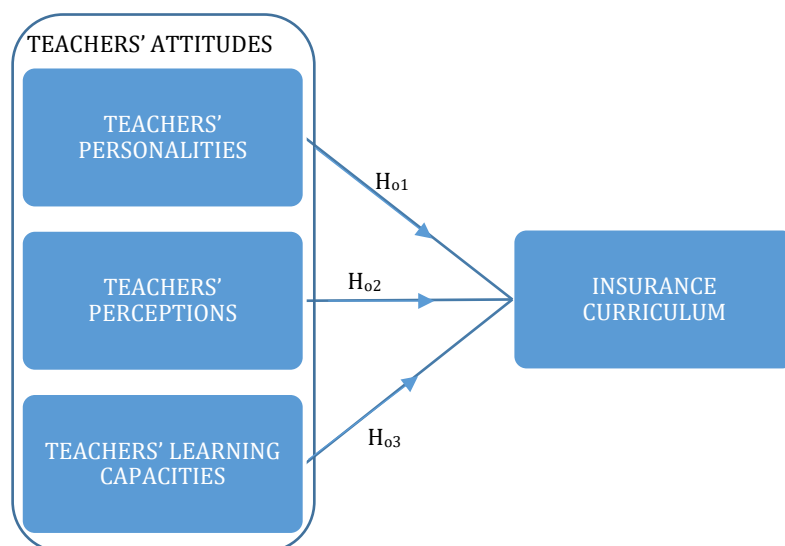 TEACHERS’ ATTITUDES
TEACHERS’
PERSONALITIES
Ho1
TEACHERS’
PERCEPTIONS
Ho2
INSURANCE
CURRICULUM
TEACHERS’ LEARNING
CAPACITIES
Ho3